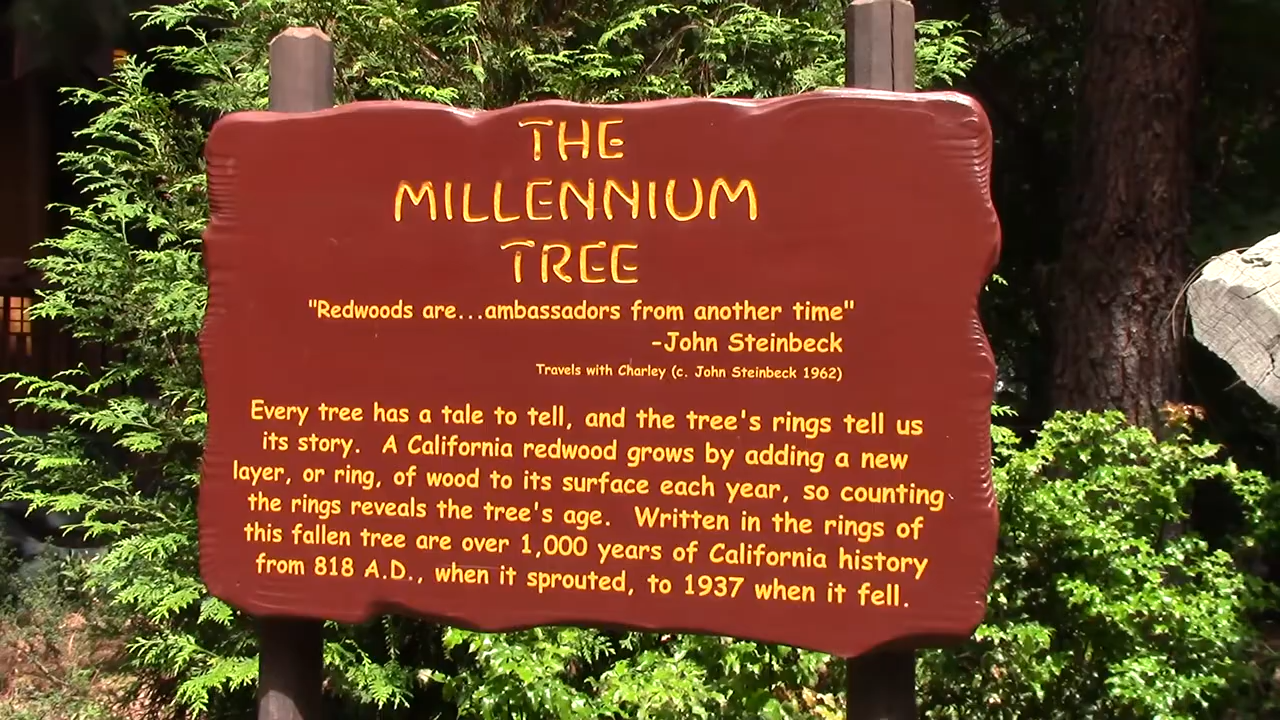 THE
MILLENNIUM
TREE
"Redwoods are...ambassadors from another time"
-John Steinbeck
Travels with Charley (c. John Steinbeck 1962)
Every tree has a tale to tell, and the tree's rings tell us
its story.  A California redwood grows by adding a new
layer, or ring, of wood to its surface each year, so counting
the rings reveals the tree's age.  Written in the rings of
this fallen tree are over 1,000 years of California history
from 818 A.D., when it sprouted, to 1937 when it fell.